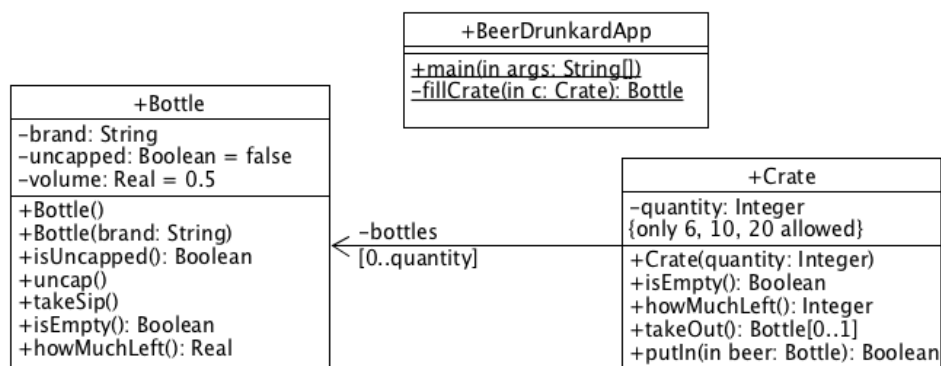 +BeerDrunkardApp
+main(in args: String[])
-fillCrate(in c: Crate): Bottle
+Bottle
-brand: String
-uncapped: Boolean = false
-volume: Real = 0.5
+Bottle()
+Bottle(brand: String)
+isUncapped(): Boolean
+uncap()
+takeSip()
+isEmpty(): Boolean
+howMuchLeft(): Real
-bottles
[0..quantity]
+Crate
-quantity: Integer
{only 6, 10, 20 allowed}
+Crate(quantity: Integer)
+isEmpty(): Boolean
+howMuchLeft(): Integer
+takeOut(): Bottle[0..1]
+putIn(in beer: Bottle): Boolean